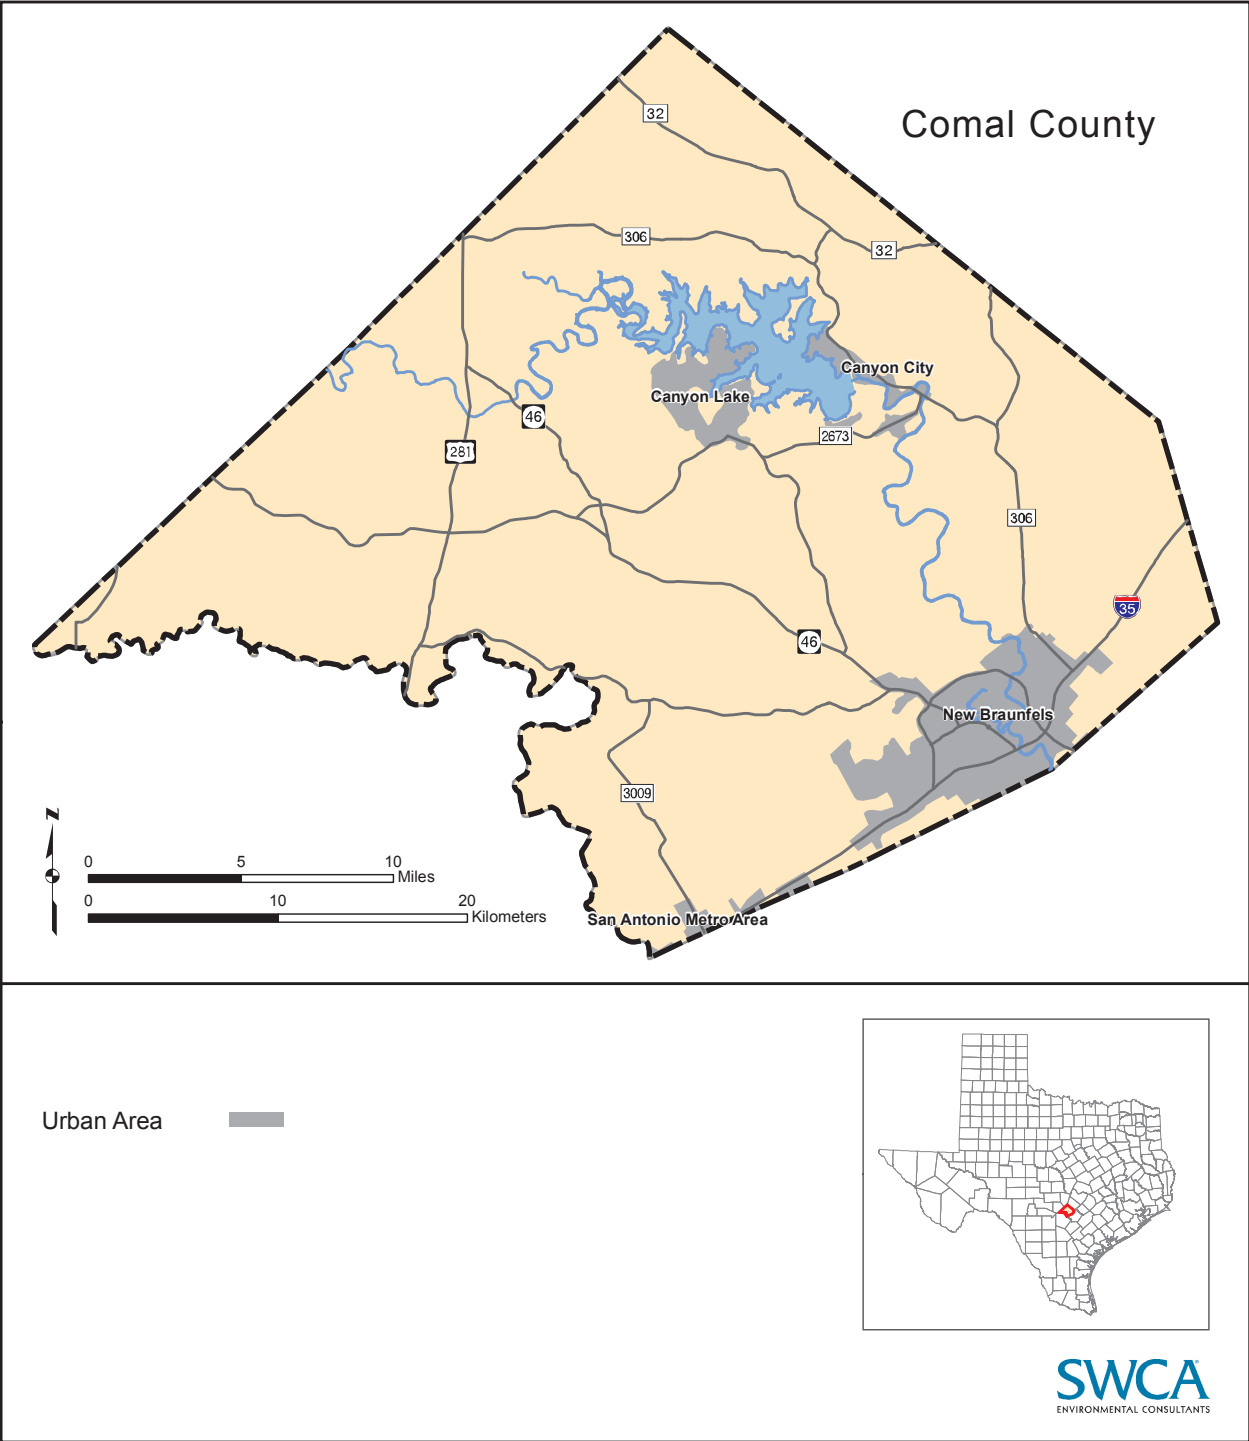 Comal County
32
306
32
Canyon City
Canyon Lake
46
2673
281
306
35
46
New Braunfels
3009
San Antonio Metro Area
N
0 5 10
Miles
0 10 20
Kilometers
Urban Area
SWCA
ENVIRONMENTAL CONSULTANTS